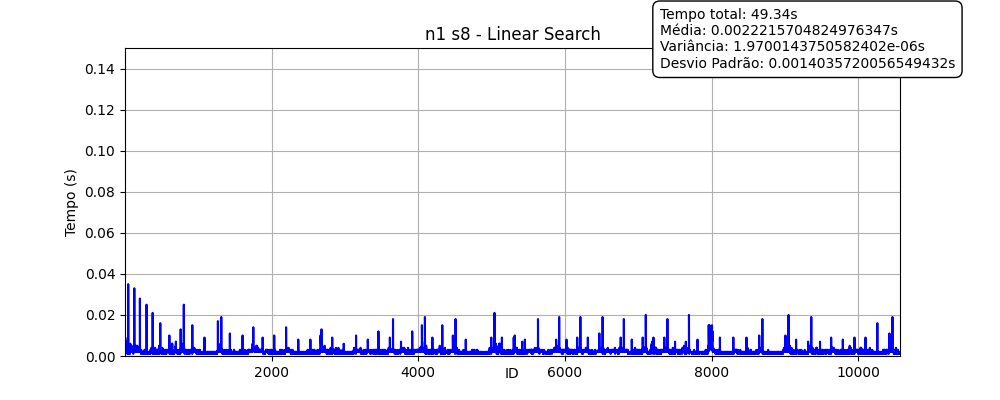 Tempo total: 49.34s
Média: 0.0022215704824976347s
Variância: 1.9700143750582402e-06s
Desvio Padrão: 0.0014035720056549432s
n1 s8 - Linear Search
0.14
0.12
0.10
0.08
0.06
0.04
0.02
0.00
Tempo (s)
2000
4000
6000
8000
10000
ID